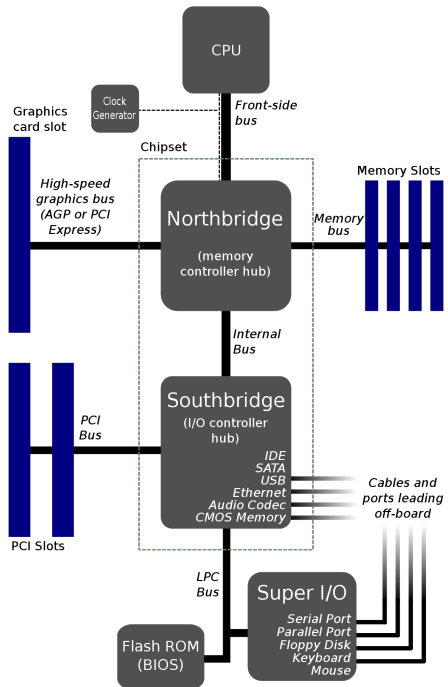 CPU
Clock
Generator
Front-side
bus
Graphics
card slot
Chipset
High-speed
graphics bus
(AGP or PCI
Express)
Northbridge
(memory
controller hub)
Memory
bus
Memory Slots
Internal
Bus
Southbridge
(I/O controller
hub)
PCI
Bus
IDE
SATA
USB
Ethernet
Audio Codec
CMOS Memory
Cables and
ports leading
off-board
PCI Slots
LPC
Bus
Super I/O
Serial Port
Parallel Port
Floppy Disk
Keyboard
Mouse
Flash ROM
(BIOS)